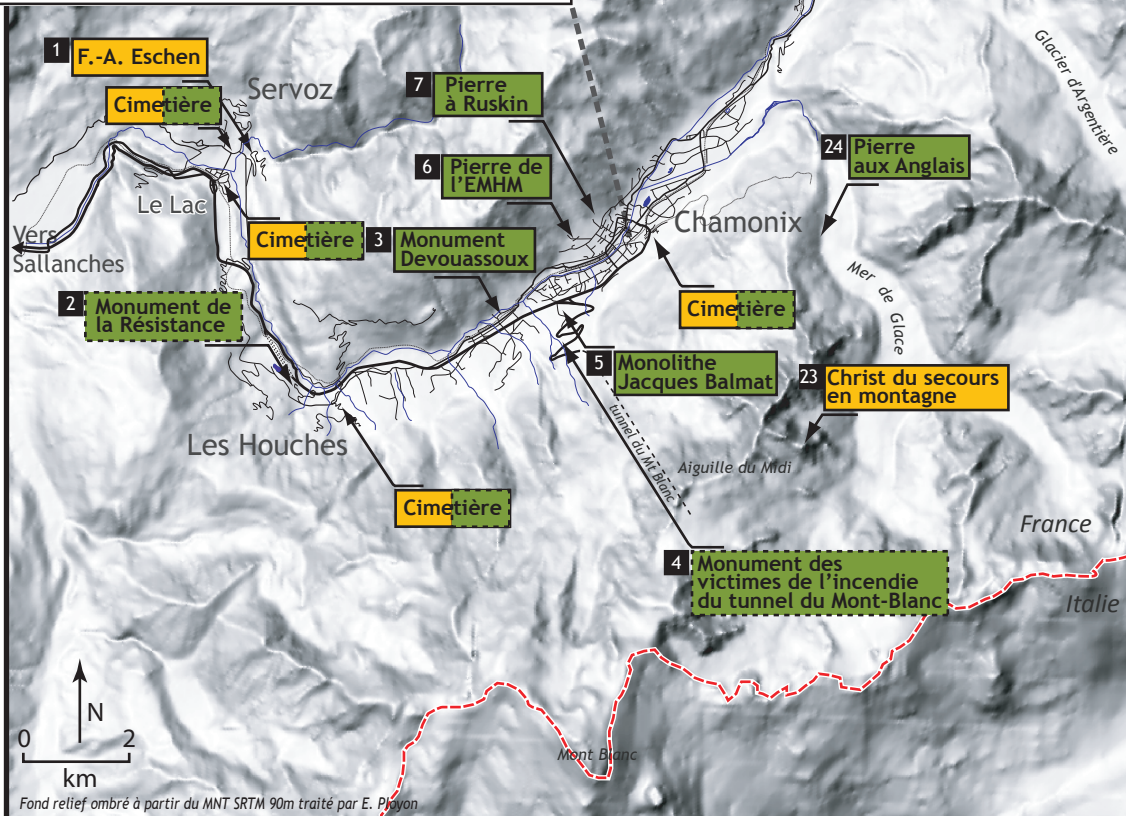 1
F.-A. Eschen
Cimetière
Servoz
7
Pierre
à Ruskin
Glacier d'Argentière
6
Pierre de
l'EMHM
24
Pierre
aux Anglais
Le Lac
Chamonix
Vers
Sallanches
Cimetière
3
Monument
Devouassoux
Mer de Glace
2
Monument de
la Résistance
Cimetière
5
Monolithe
Jacques Balmat
23
Christ du secours
en montagne
tunnel du Mt Blanc
Les Houches
Aiguille du Midi
Cimetière
France
4
Monument des
victimes de l'incendie
du tunnel du Mont-Blanc
Italie
N
0 2
km
Mont Blanc
Fond relief ombré à partir du MNT SRTM 90m traité par E. Ployon